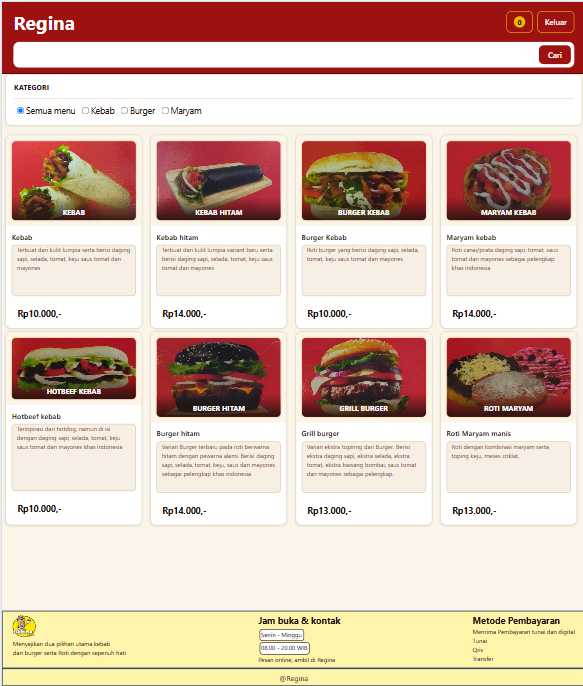 Regina
0
Keluar
Cari
KATEGORI
Semua menu
Kebab
Burger
Maryam
KEBAB
KEBAB HITAM
BURGER KEBAB
MARYAM KEBAB
Kebab
Terbuat dari kulit lumpia serta berisi daging
sapi, selada, tomat, keju saus tomat dan
mayones
Rp10.000,-
Kebab hitam
Terbuat dari kulit lumpia variant baru serta
berisi daging sapi, selada, tomat, keju saus
tomat dan mayones
Rp14.000,-
Burger Kebab
Roti burger yang berisi daging sapi, selada,
tomat, keju saus tomat dan mayones
Rp10.000,-
Maryam kebab
Roti canai/prata daging sapi, tomat, saus
tomat dan mayones sebagai pelengkap
khas indonesia
Rp14.000,-
HOTBEEF KEBAB
BURGER HITAM
GRILL BURGER
ROTI MARYAM
Hotbeef kebab
Terinpirasi dari hotdog, nemun di isi
dengan daging sapi, selada, tomat, keju
saus tomat dan mayones khas indonesia
Rp10.000,-
Burger hitam
Varian Burger terbaru pada roti berwarna
hitam dengan pewarna alami. Berisi daging
sapi, selada, tomat, keju, saus dan mayones
sebagai pelengkap khas indonesia
Rp14.000,-
Grill burger
Varian ekstra topinng dari Burger. Berisi
ekstra daging sapi, ekstra selada, ekstra
tomat, ekstra bawang bombai, saus tomat
dan mayones sebagai pelengkap.
Rp13.000,-
Roti Maryam manis
Roti dengan kombinasi maryam serta
toping keju, meses coklat,
Rp13.000,-
Menyajikan dua pilihan utama kebab
dan burger serta Roti dengan sepenuh hati
Jam buka & kontak
Senin - Minggu
08.00 - 20.00 WIB
Pesan online, ambil di Regina
Metode Pembayaran
Menrima Pembayaran tunai dan digital
Tunai
Qris
Transfer
@Regina